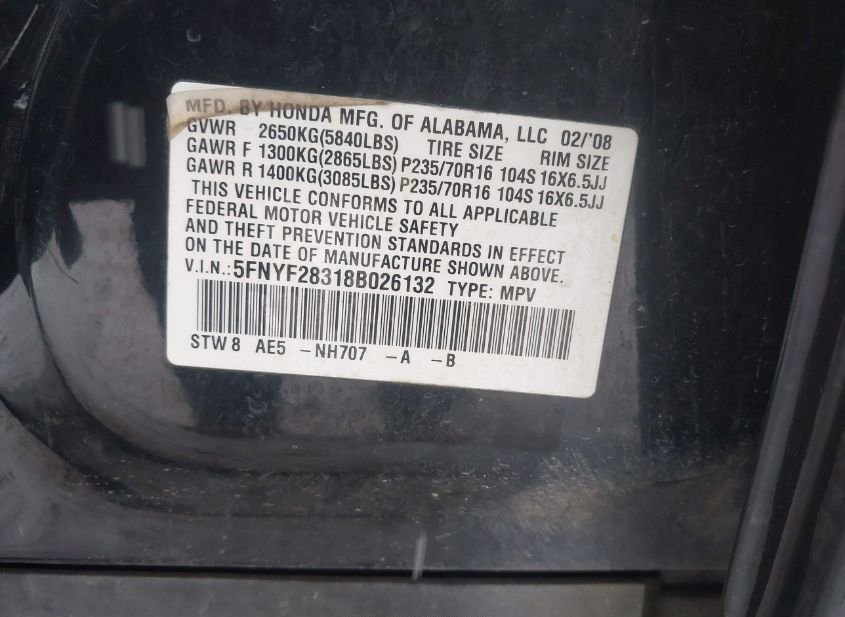 MFD. BY HONDA MFG. OF ALABAMA, LLC 02/'08
GVWR 2650KG(5840LBS) TIRE SIZE RIM SIZE
GAWR F 1300KG(2865LBS) P235/70R16 104S 16X6.5JJ
GAWR R 1400KG(3085LBS) P235/70R16 104S 16X6.5JJ
THIS VEHICLE CONFORMS TO ALL APPLICABLE
FEDERAL MOTOR VEHICLE SAFETY
AND THEFT PREVENTION STANDARDS IN EFFECT
ON THE DATE OF MANUFACTURE SHOWN ABOVE.
V.I.N.:5FNYF28318B026132 TYPE: MPV
STW8 AE5 -NH707 -A -B